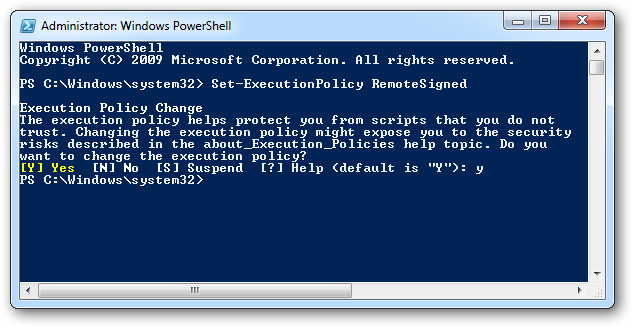 Administrator: Windows PowerShell
Windows PowerShell
Copyright (C) 2009 Microsoft Corporation. All rights reserved.
PS C:\Windows\system32> Set-ExecutionPolicy RemoteSigned
Execution Policy Change
The execution policy helps protect you from scripts that you do not
trust. Changing the execution policy might expose you to the security
risks described in the about_Execution_Policies help topic. Do you
want to change the execution policy?
[Y] Yes  [N] No  [S] Suspend  [?] Help (default is "Y"): y
PS C:\Windows\system32>